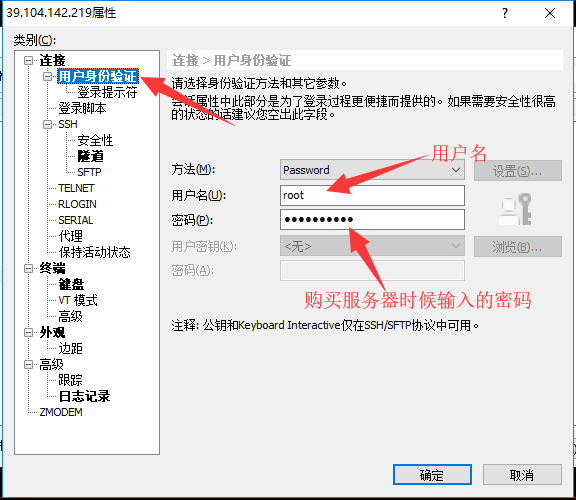 39.104.142.219属性
类别(C):
连接
用户身份验证
登录提示符
登录脚本
SSH
安全性
隧道
SFTP
TELNET
RLOGIN
SERIAL
代理
保持活动状态
终端
键盘
VT 模式
高级
外观
边距
高级
跟踪
日志记录
ZMODEM
连接 > 用户身份验证
请选择身份验证方法和其它参数。
会话属性中此部分是为了登录过程更便捷而提供的。如果需要安全性很高
的状态的话建议您空出此字段。
用户名
方法(M):
Password
设置(S)...
用户名(U):
root
密码(P):
●●●●●●●●●●
用户密钥(K):
<无>
浏览(B)...
密码(A):
购买服务器时候输入的密码
注释: 公钥和Keyboard Interactive仅在SSH/SFTP协议中可用。
确定
取消